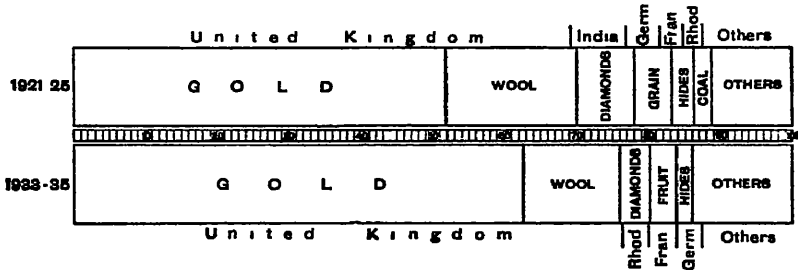 United Kingdom India Germ Fran Rhod Others
1921 25 GOLD WOOL DIAMONDS GRAIN HIDES COAL OTHERS
1933-35 GOLD WOOL DIAMONDS FRUIT HIDES OTHERS
United Kingdom Rhod Fran Germ Others